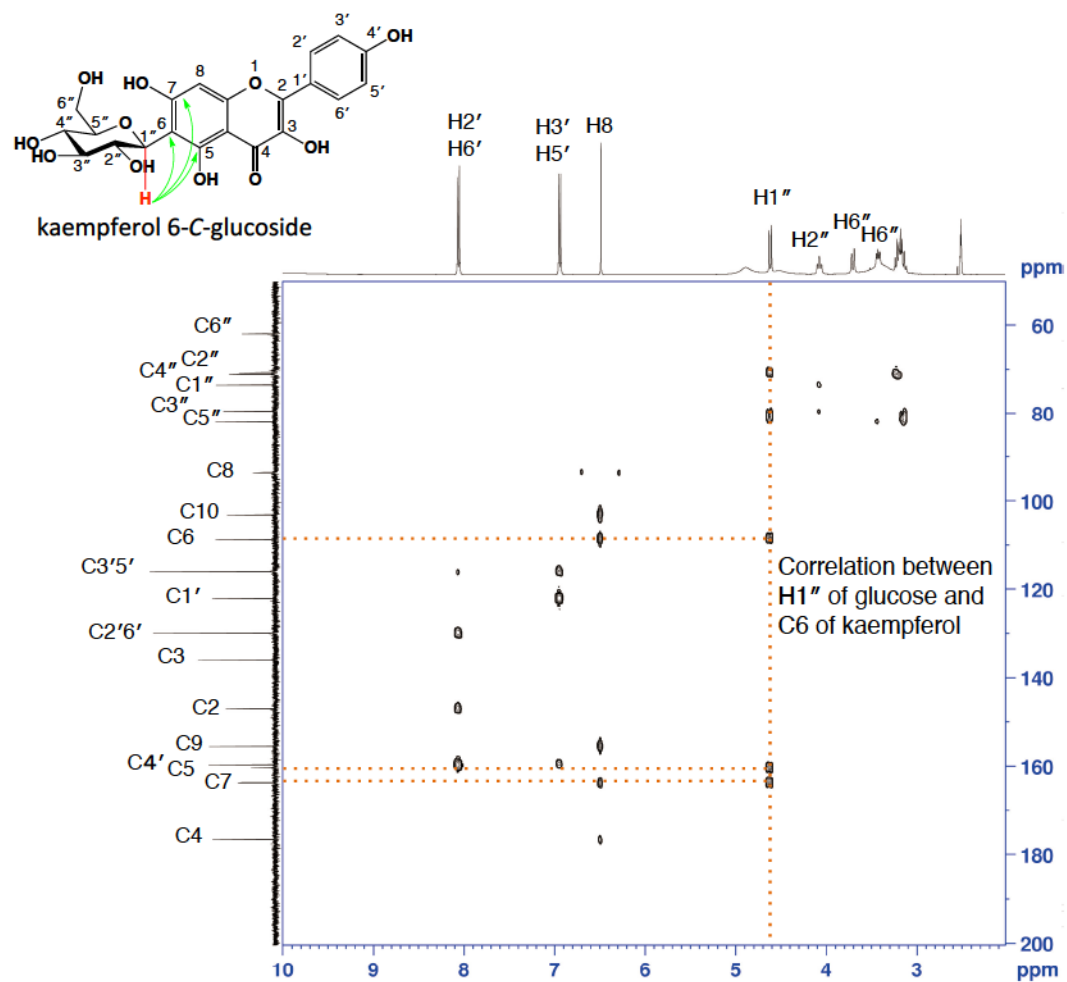 3′
4′
OH
2′
8
1
HO
7
O
2
1′
5′
OH
6″
6′
5″
4″
O
6
3
HO
1″
HO
3″
2″
OH
5
4
OH
H
OH
O
kaempferol 6-C-glucoside
H2′
H6′
H3′
H5′
H8
H1″
H2″
H6″
H6″
ppm
C6″
C2″
C4″
C1″
C3″
C5″
C8
C10
C6
C3′5′
C1′
C2′6′
C3
C2
C9
C4′
C5
C7
C4
Correlation between
H1″ of glucose and
C6 of kaempferol
60
80
100
120
140
160
180
200
10 9 8 7 6 5 4 3 ppm